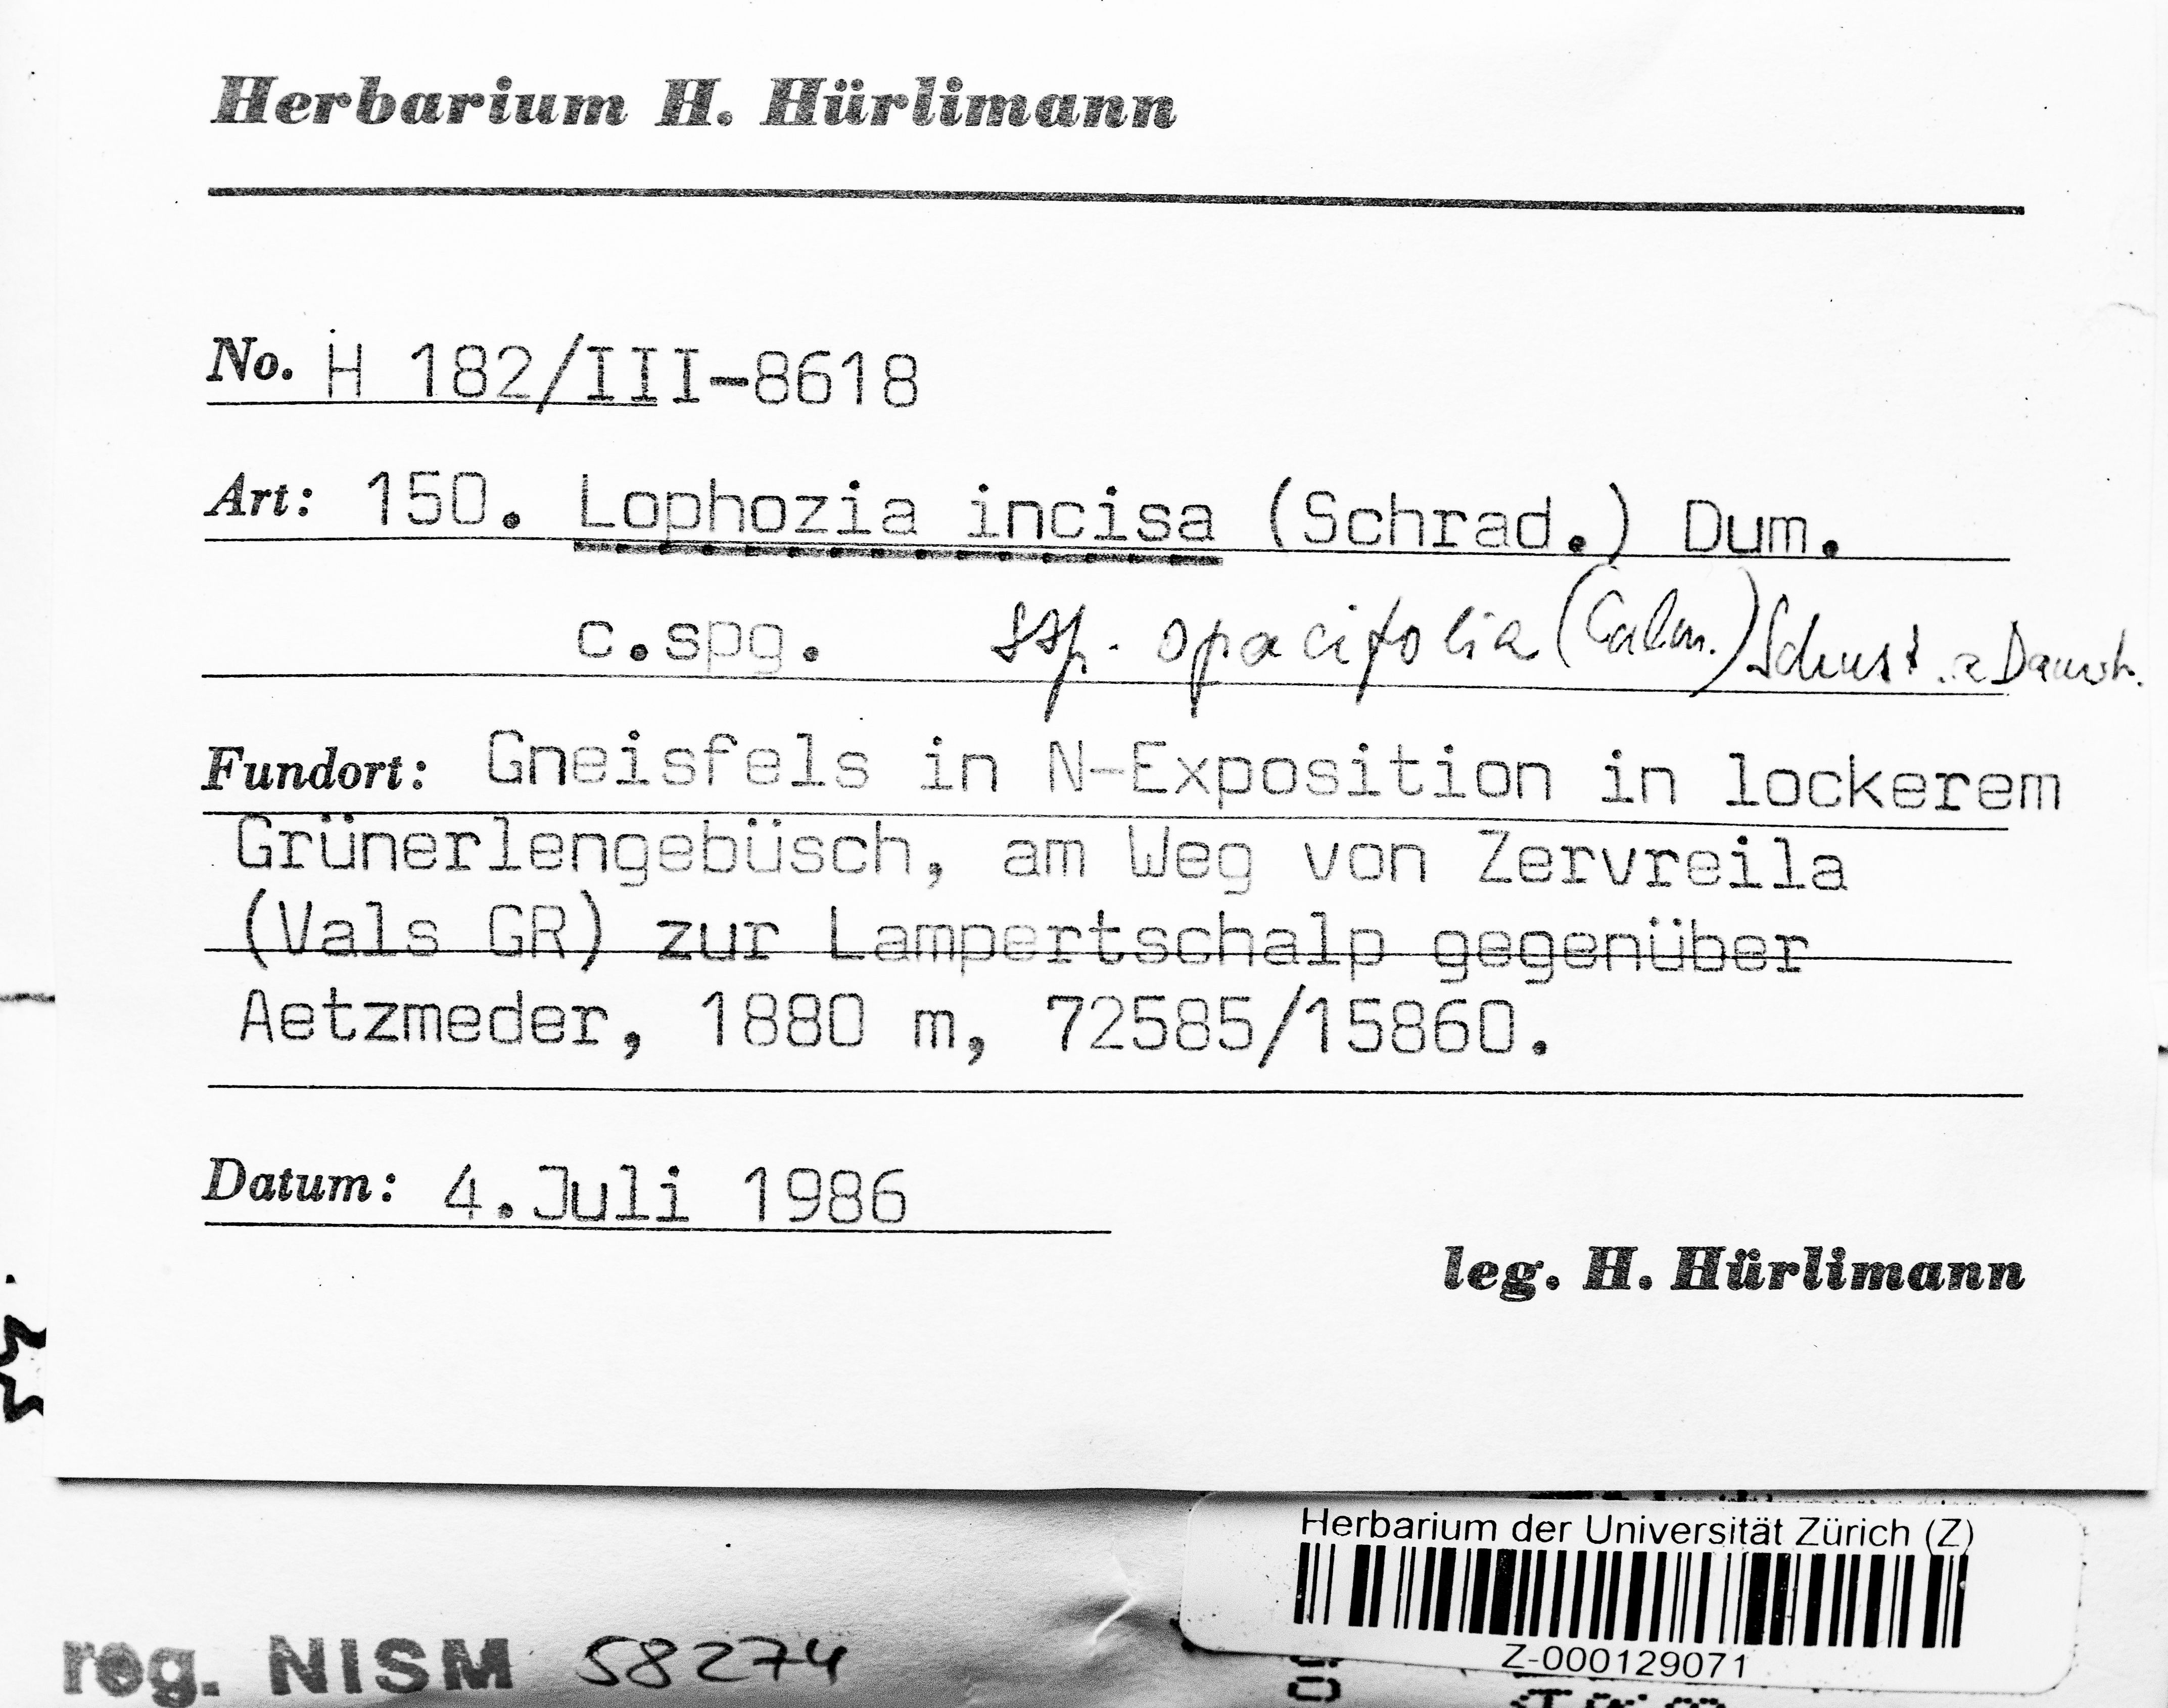 Herbarium H. Hürlimann
No. H 182/III-8618
Art: 150. Lophozia incisa (Schrad.) Dum.
c.spg. ssp. opacifolia (Culm.) Schust. & Damsh.
Fundort: Gneisfels in N-Exposition in lockerem
Grünerlengebüsch, am Weg von Zervreila
(Vals GR) zur Lampertschalp gegenüber
Aetzmeder, 1880 m, 72585/15860.
Datum: 4.Juli 1986
leg. H. Hürlimann
Herbarium der Universität Zürich (Z)
Z-000129071
reg. NISM 58274